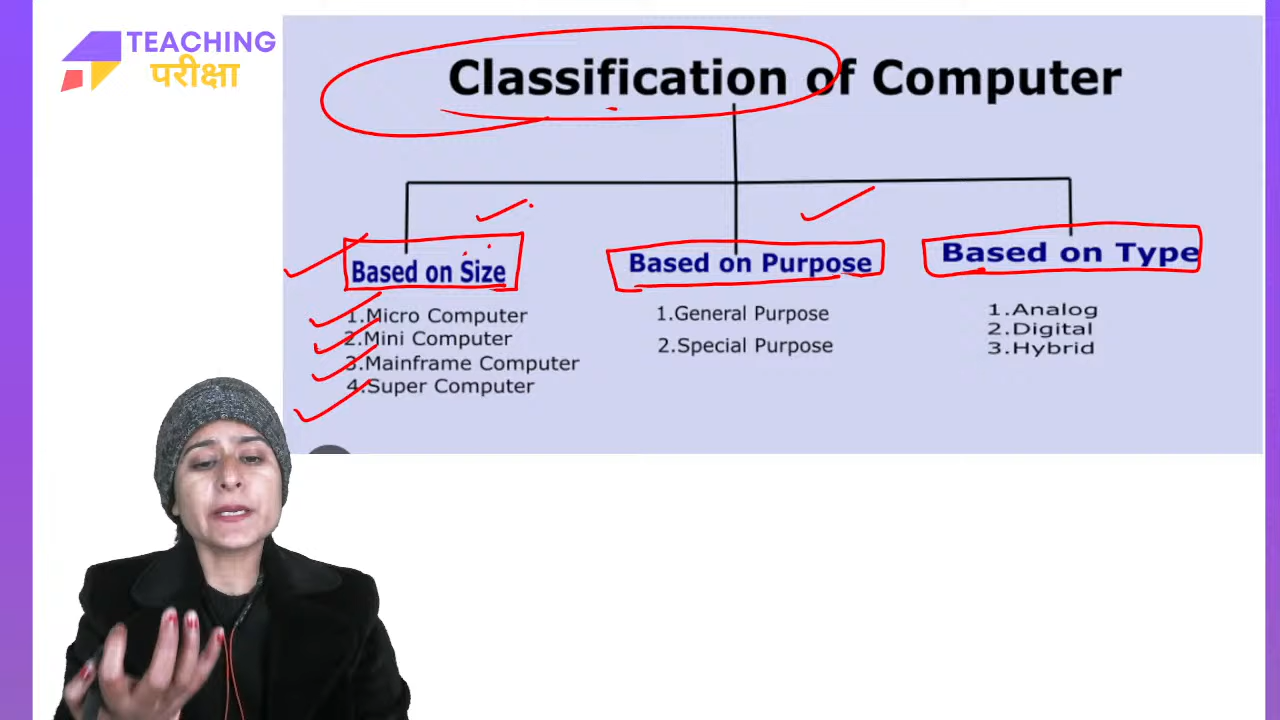 TEACHING
परीक्षा
Classification of Computer
Based on Size
1.Micro Computer
2.Mini Computer
3.Mainframe Computer
4.Super Computer
Based on Purpose
1.General Purpose
2.Special Purpose
Based on Type
1.Analog
2.Digital
3.Hybrid